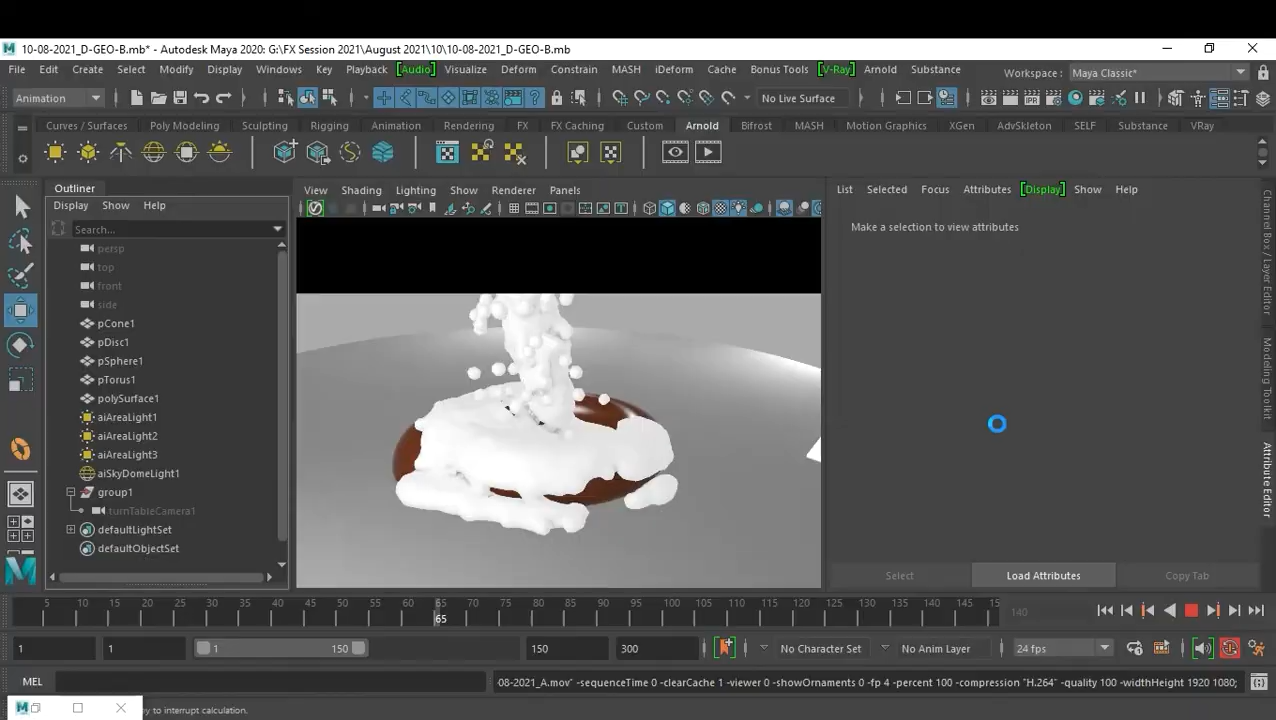 10-08-2021_D-GEO-B.mb* - Autodesk Maya 2020: G:\FX Session 2021\August 2021\10\10-08-2021_D-GEO-B.mb
File Edit Create Select Modify Display Windows Key Playback [Audio] Visualize Deform Constrain MASH iDeform Cache Bonus Tools [V-Ray] Arnold Substance Workspace : Maya Classic*
Animation No Live Surface
Curves / Surfaces Poly Modeling Sculpting Rigging Animation Rendering FX FX Caching Custom Arnold Bifrost MASH Motion Graphics XGen AdvSkeleton SELF Substance VRay
Outliner
Display Show Help
Search...
persp
top
front
side
pCone1
pDisc1
pSphere1
pTorus1
polySurface1
aiAreaLight1
aiAreaLight2
aiAreaLight3
aiSkyDomeLight1
group1
turnTableCamera1
defaultLightSet
defaultObjectSet
View Shading Lighting Show Renderer Panels
List Selected Focus Attributes [Display] Show Help
Make a selection to view attributes
Select Load Attributes Copy Tab
Channel Box / Layer Editor
Modeling Toolkit
Attribute Editor
5 10 15 20 25 30 35 40 45 50 55 60 65 70 75 80 85 90 95 100 105 110 115 120 125 130 135 140 145 15
65
140
1 1 1 150 150 300 No Character Set No Anim Layer 24 fps
MEL 08-2021_A.mov" -sequenceTime 0 -clearCache 1 -viewer 0 -showOrnaments 0 -fp 4 -percent 100 -compression "H.264" -quality 100 -widthHeight 1920 1080;
y to interrupt calculation.